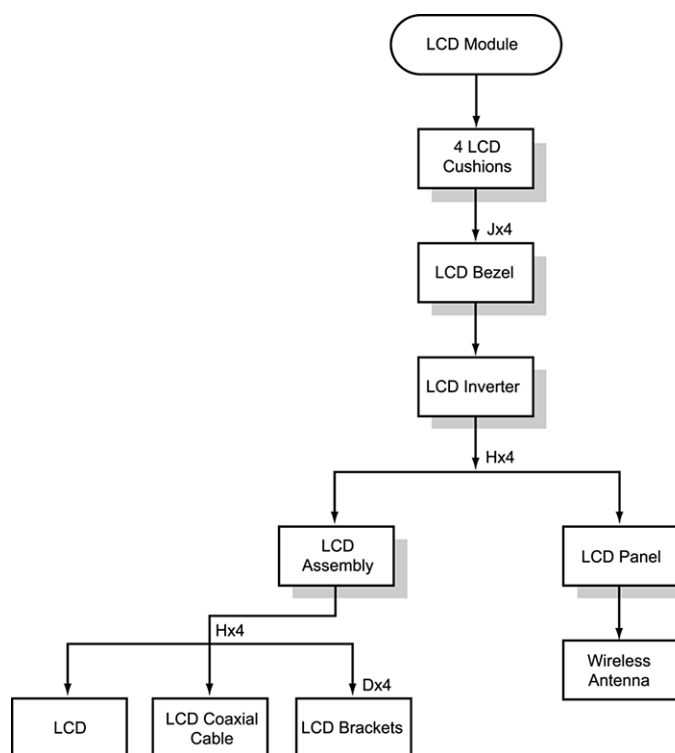 LCD Module
4 LCD
Cushions
Jx4
LCD Bezel
LCD Inverter
Hx4
LCD
Assembly
LCD Panel
Hx4
Wireless
Antenna
Dx4
LCD
LCD Coaxial
Cable
LCD Brackets